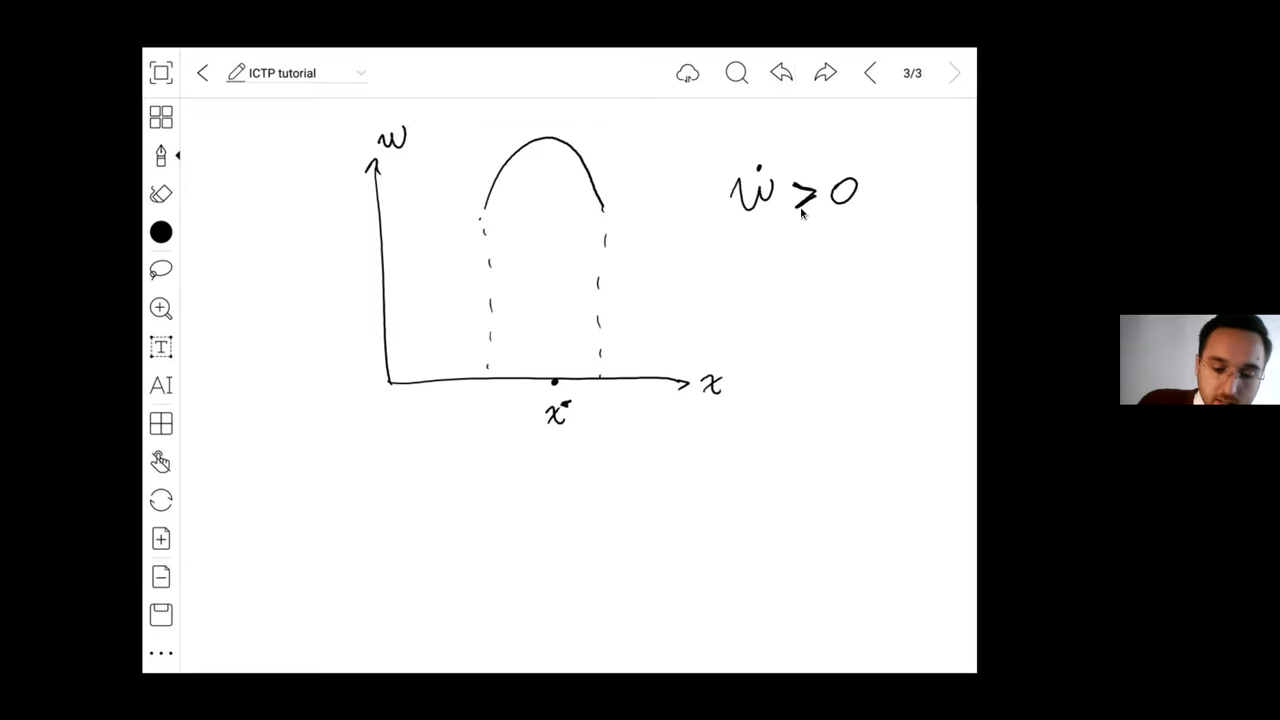 ICTP tutorial
3/3
w
ẇ > 0
x
x*
T
AI